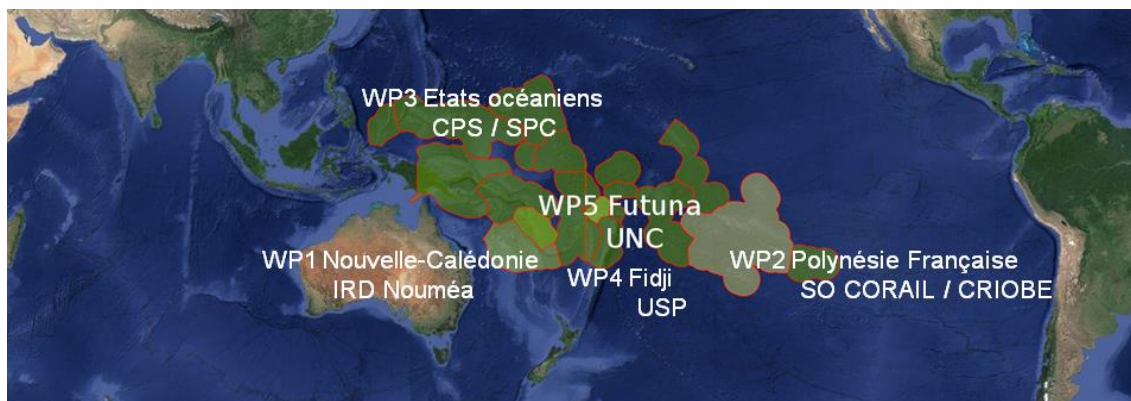 WP3 Etats océaniens
CPS / SPC
WP5 Futuna
UNC
WP1 Nouvelle-Calédonie
IRD Nouméa
WP4 Fidji
USP
WP2 Polynésie Française
SO CORAIL / CRIOBE